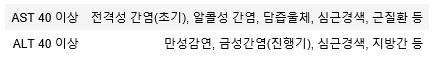 AST 40 이상 전격성 간염(초기), 알콜성 간염, 담즙울체, 심근경색, 근질환 등
ALT 40 이상 만성감연, 급성간염(진행기), 심근경색, 지방간 등